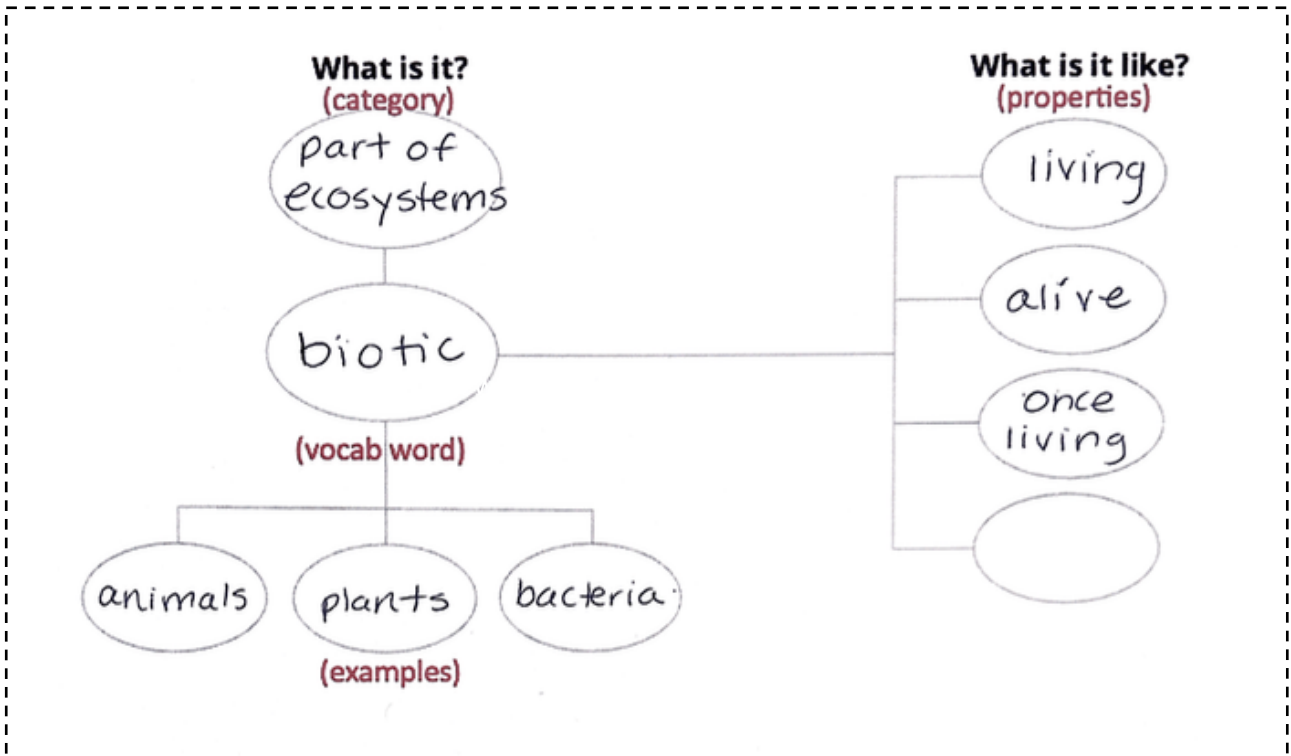 What is it?
(category)
part of
ecosystems
biotic
(vocab word)
animals
plants
bacteria
(examples)
What is it like?
(properties)
living
alive
once
living